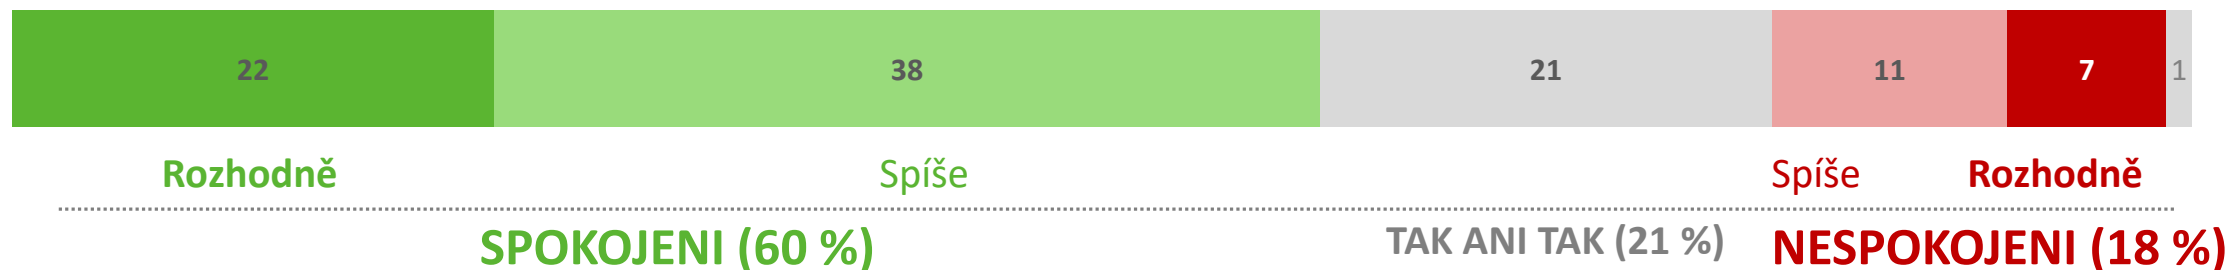 22 38 21 11 7 1
Rozhodně Spíše Spíše Rozhodně
SPOKOJENI (60 %) TAK ANI TAK (21 %) NESPOKOJENI (18 %)